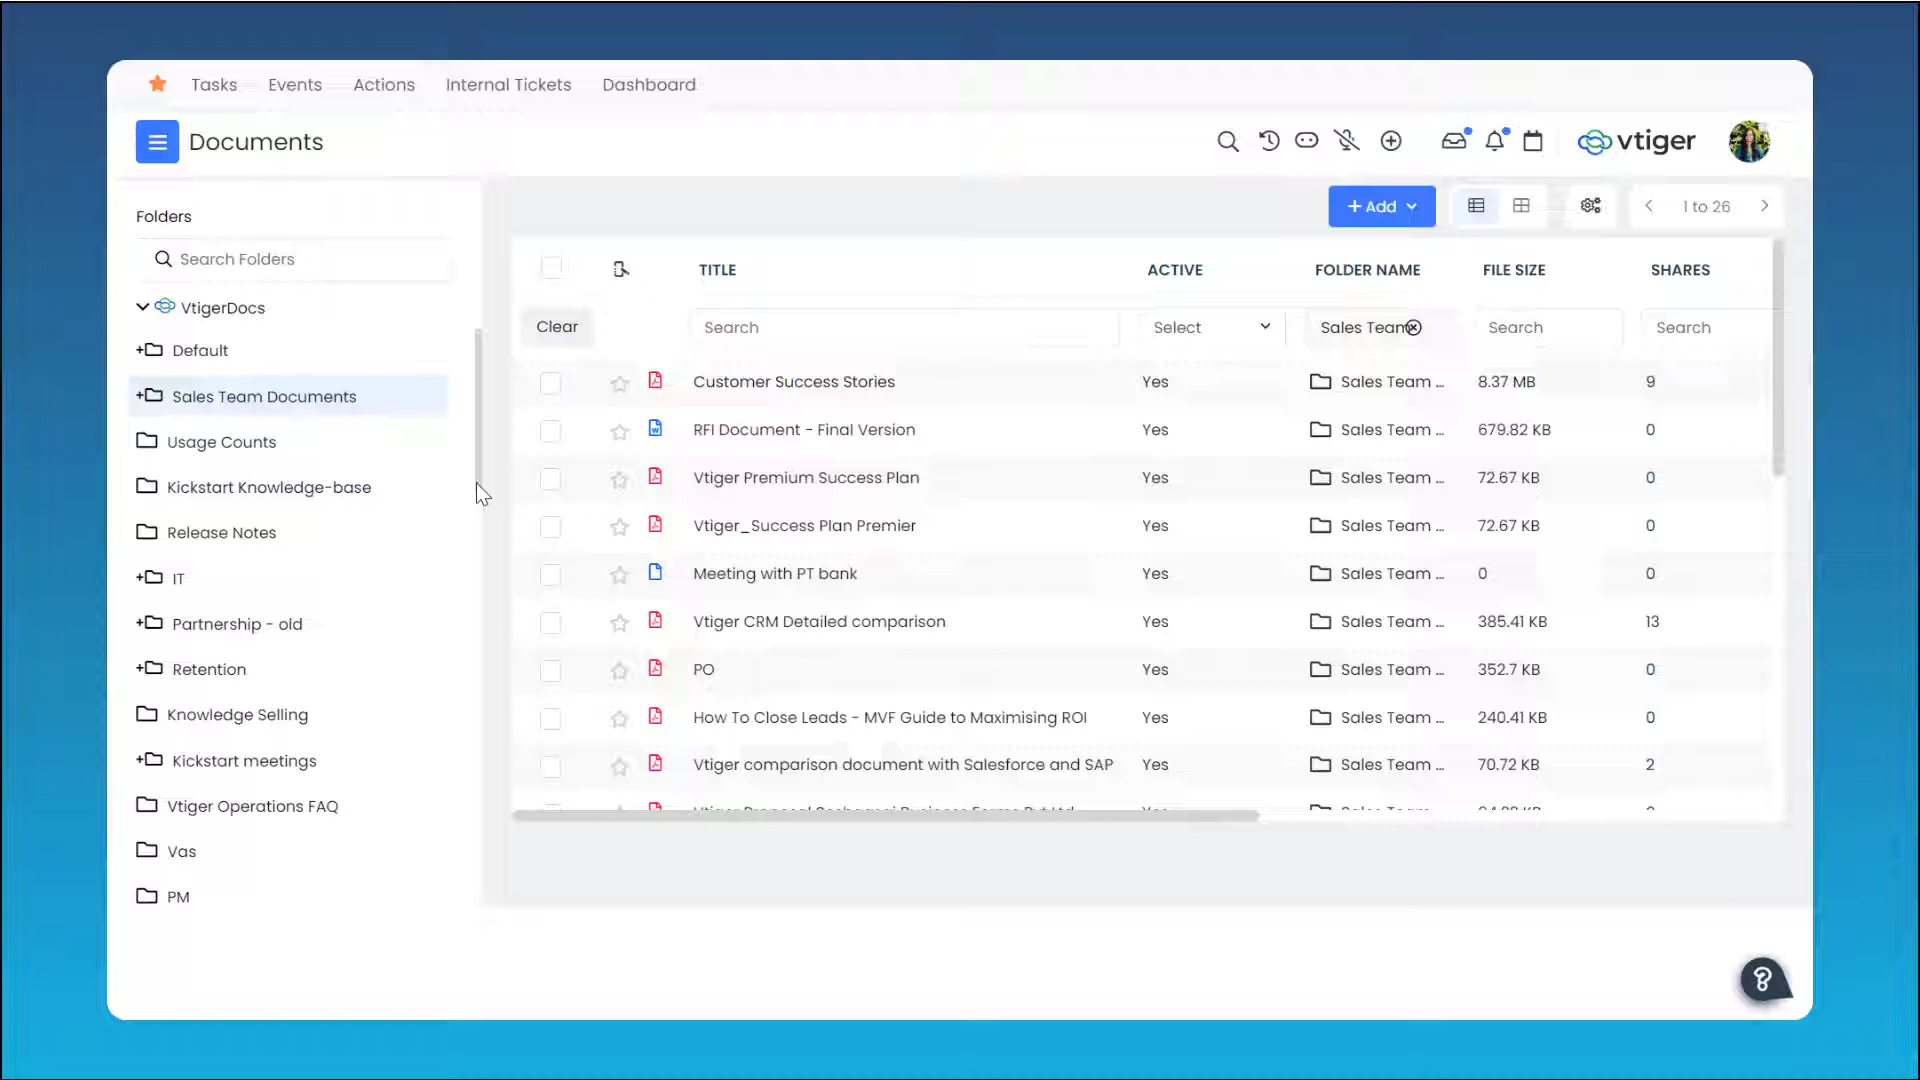 Tasks Events Actions Internal Tickets Dashboard
Documents
vtiger
Folders
Search Folders
VtigerDocs
Default
Sales Team Documents
Usage Counts
Kickstart Knowledge-base
Release Notes
IT
Partnership - old
Retention
Knowledge Selling
Kickstart meetings
Vtiger Operations FAQ
Vas
PM
+ Add
1 to 26
TITLE ACTIVE FOLDER NAME FILE SIZE SHARES
Clear Search Select Sales Team Search Search
Customer Success Stories Yes Sales Team ... 8.37 MB 9
RFI Document - Final Version Yes Sales Team ... 679.82 KB 0
Vtiger Premium Success Plan Yes Sales Team ... 72.67 KB 0
Vtiger_Success Plan Premier Yes Sales Team ... 72.67 KB 0
Meeting with PT bank Yes Sales Team ... 0 0
Vtiger CRM Detailed comparison Yes Sales Team ... 385.41 KB 13
PO Yes Sales Team ... 352.7 KB 0
How To Close Leads - MVF Guide to Maximising ROI Yes Sales Team ... 240.41 KB 0
Vtiger comparison document with Salesforce and SAP Yes Sales Team ... 70.72 KB 2
?